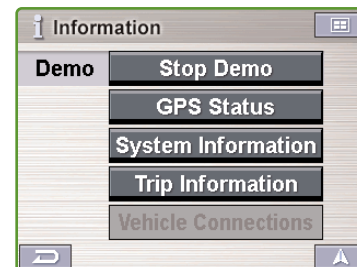 Information
Demo Stop Demo
GPS Status
System Information
Trip Information
Vehicle Connections